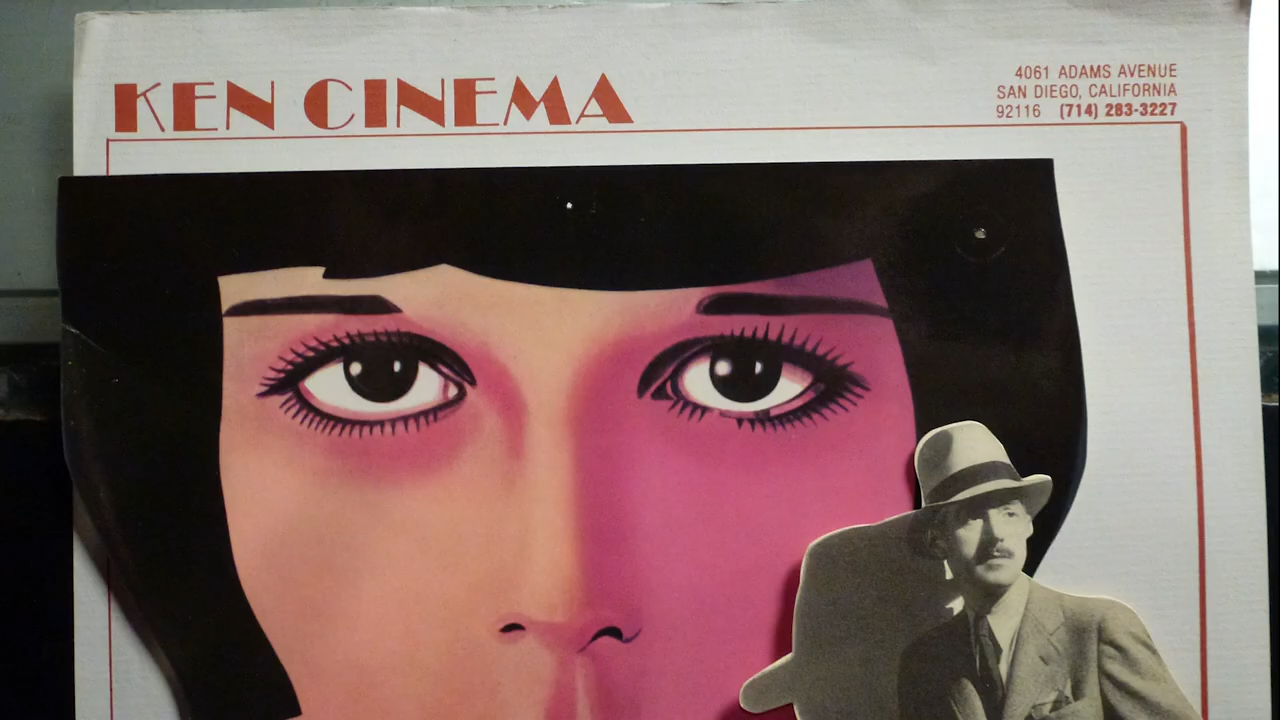 KEN CINEMA
4061 ADAMS AVENUE
SAN DIEGO, CALIFORNIA
92116 (714) 283-3227